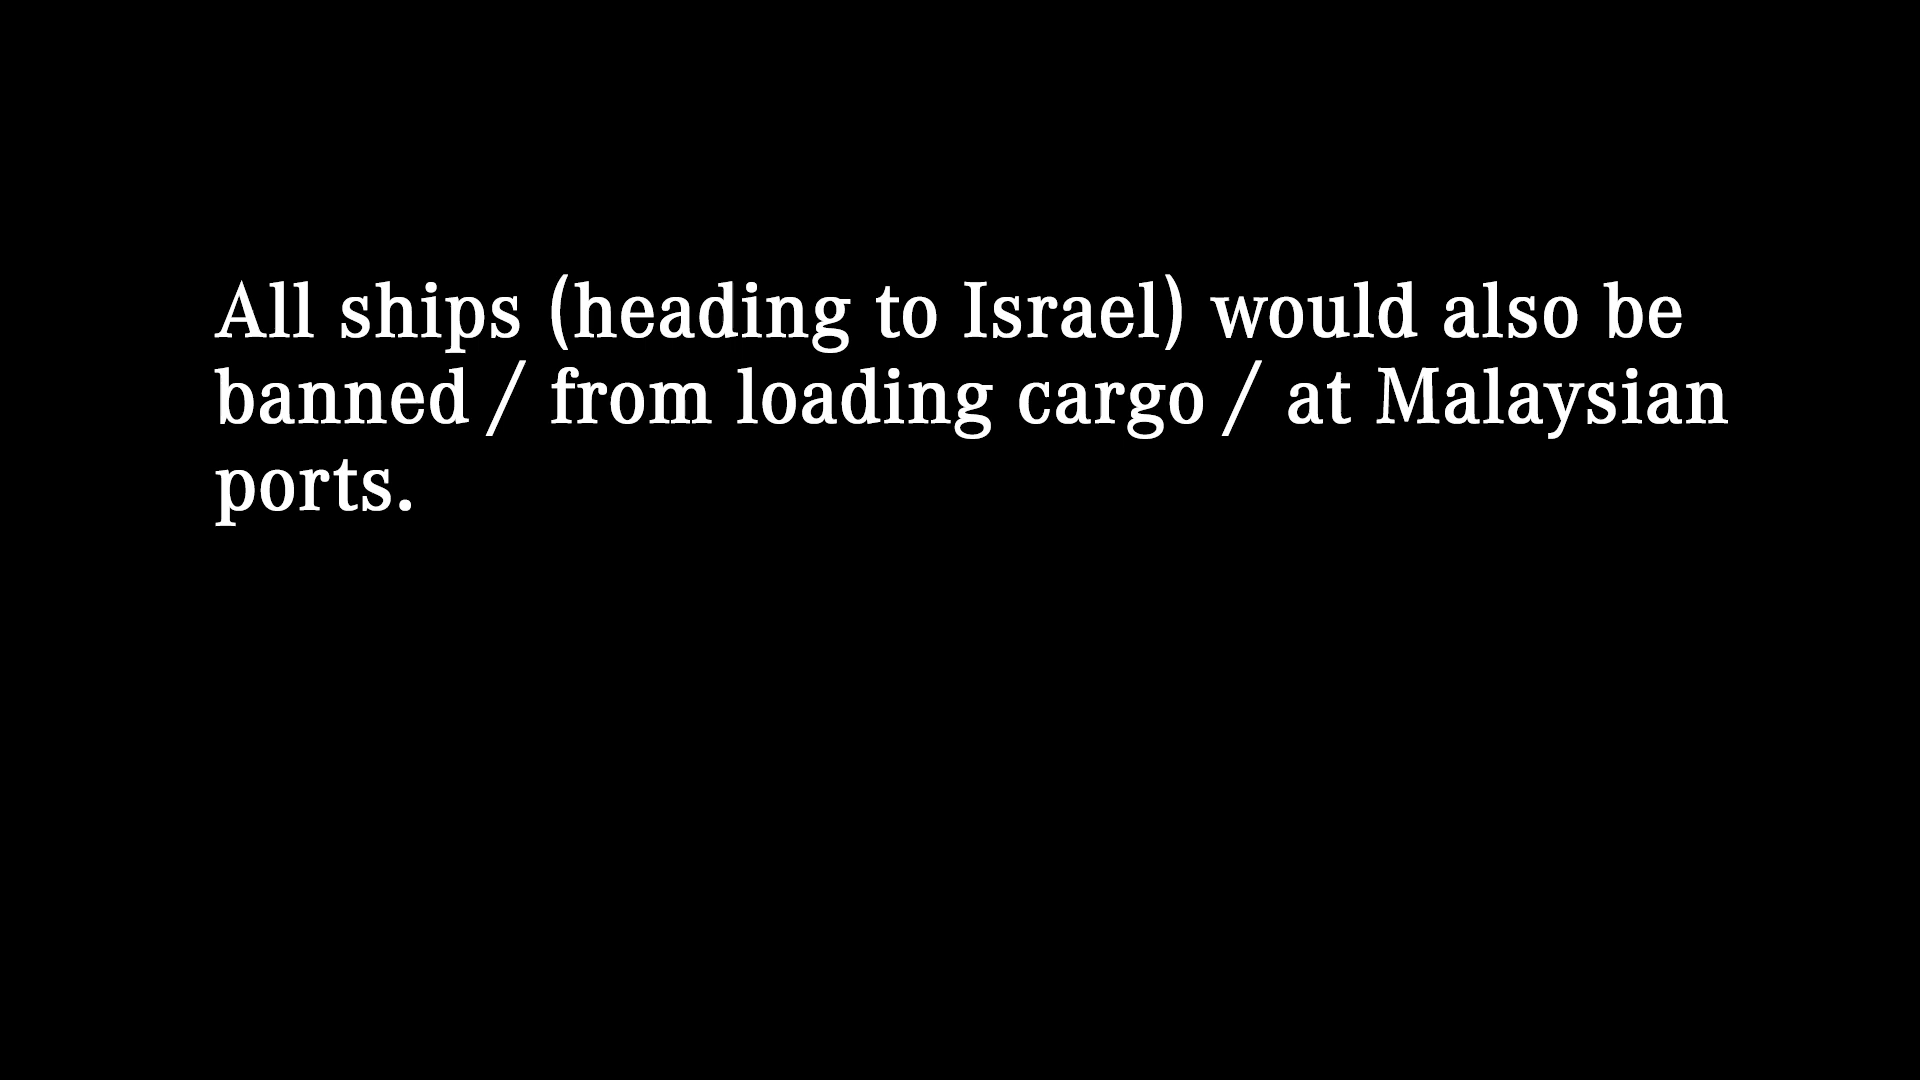 All ships (heading to Israel) would also be
banned / from loading cargo / at Malaysian
ports.